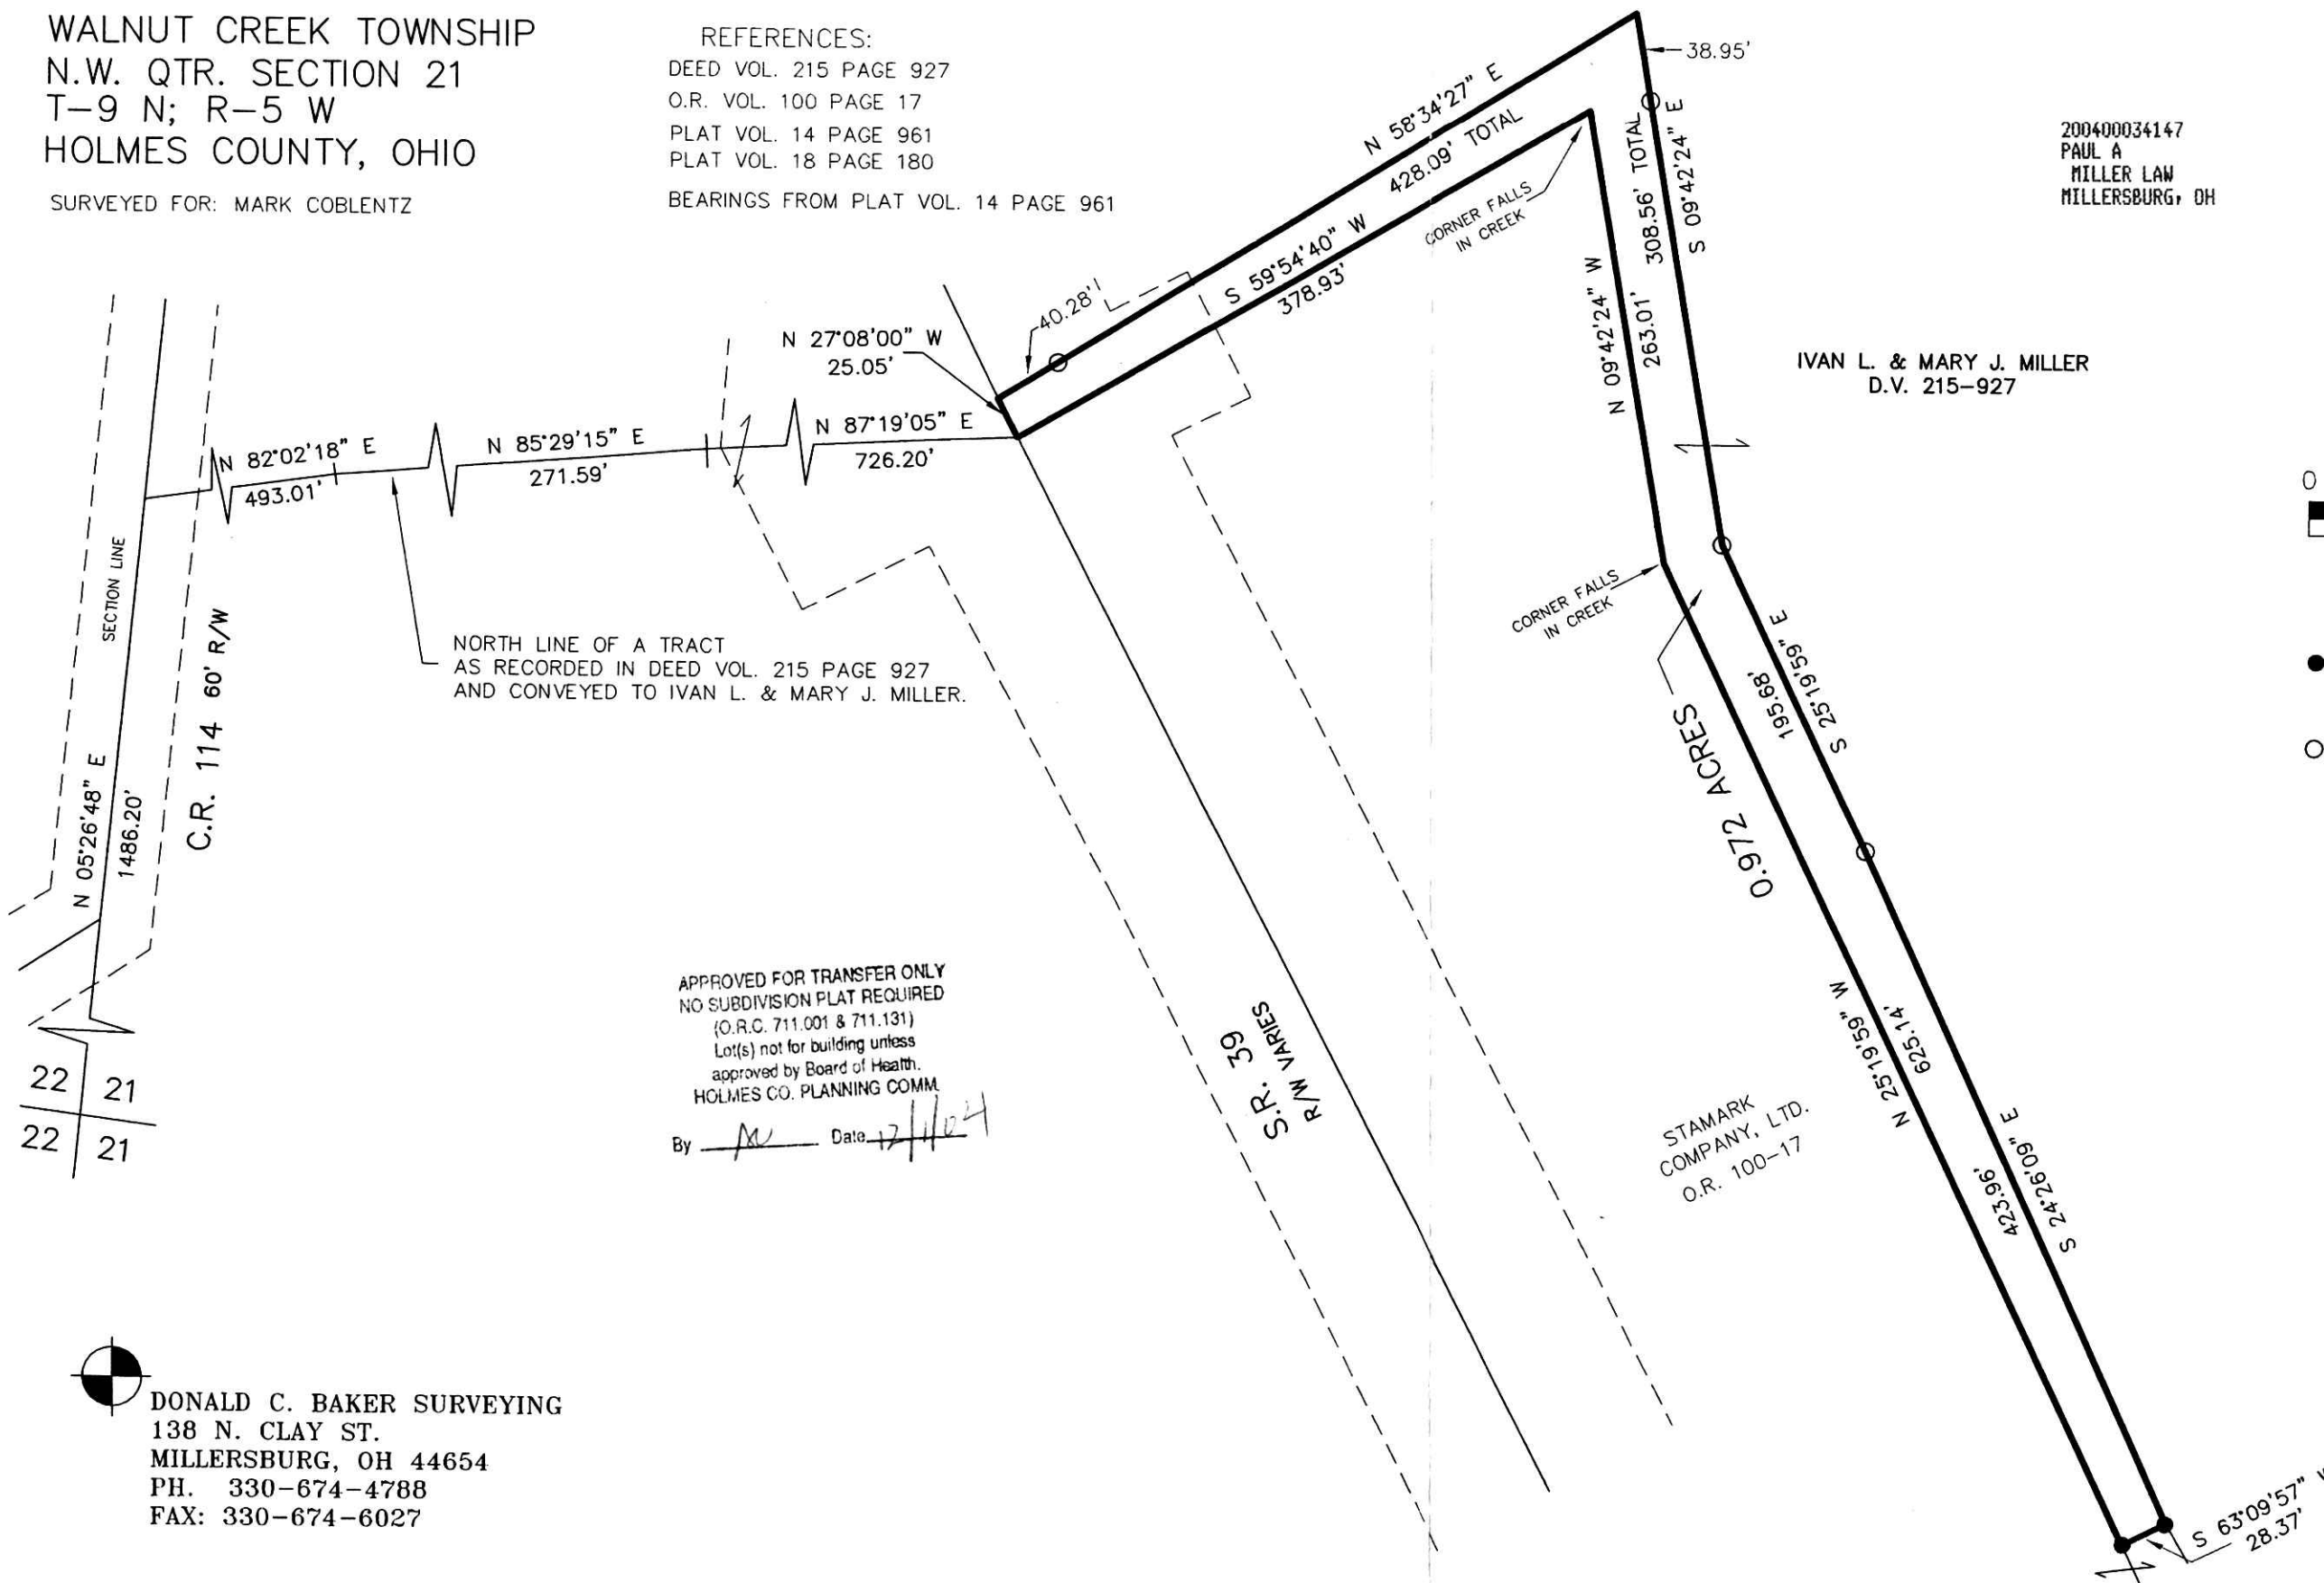 WALNUT CREEK TOWNSHIP
N.W. QTR. SECTION 21
T-9 N; R-5 W
HOLMES COUNTY, OHIO
SURVEYED FOR: MARK COBLENTZ
REFERENCES:
DEED VOL. 215 PAGE 927
O.R. VOL. 100 PAGE 17
PLAT VOL. 14 PAGE 961
PLAT VOL. 18 PAGE 180
BEARINGS FROM PLAT VOL. 14 PAGE 961
200400034147
PAUL A
MILLER LAW
MILLERSBURG, OH
38.95'
N 58°34'27" E
428.09' TOTAL
S 59°54'40" W
378.93'
CORNER FALLS
IN CREEK
308.56' TOTAL
S 09°42'24" E
N 09°42'24" W
263.01'
40.28'
N 27°08'00" W
25.05'
N 87°19'05" E
726.20'
N 85°29'15" E
271.59'
N 82°02'18" E
493.01'
IVAN L. & MARY J. MILLER
D.V. 215-927
0
SECTION LINE
N 05°26'48" E
1486.20'
C.R. 114 60' R/W
NORTH LINE OF A TRACT
AS RECORDED IN DEED VOL. 215 PAGE 927
AND CONVEYED TO IVAN L. & MARY J. MILLER.
CORNER FALLS
IN CREEK
S 25°19'59" E
195.68'
0.972 ACRES
N 25°19'59" W
625.14'
S 24°26'09" E
423.96'
STAMARK
COMPANY, LTD.
O.R. 100-17
S.R. 39
R/W VARIES
APPROVED FOR TRANSFER ONLY
NO SUBDIVISION PLAT REQUIRED
(O.R.C. 711.001 & 711.131)
Lot(s) not for building unless
approved by Board of Health.
HOLMES CO. PLANNING COMM.
By Date 12/1/04
22 21
22 21
DONALD C. BAKER SURVEYING
138 N. CLAY ST.
MILLERSBURG, OH 44654
PH. 330-674-4788
FAX: 330-674-6027
S 63°09'57" W
28.37'